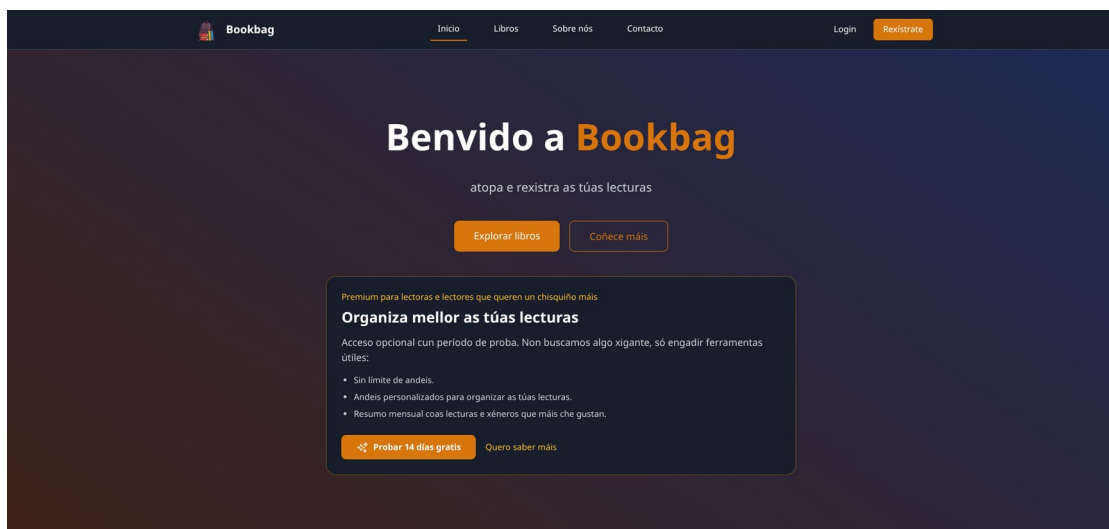 Bookbag
Inicio
Libros
Sobre nós
Contacto
Login
Rexístrate
Benvido a Bookbag
atopa e rexistra as túas lecturas
Explorar libros
Coñece máis
Premium para lectoras e lectores que queren un chisquiño máis
Organiza mellor as túas lecturas
Acceso opcional cun período de proba. Non buscamos algo xigante, só engadir ferramentas
útiles:
• Sin límite de andeis.
• Andeis personalizados para organizar as túas lecturas.
• Resumo mensual coas lecturas e xéneros que máis che gustan.
Probar 14 días gratis
Quero saber máis